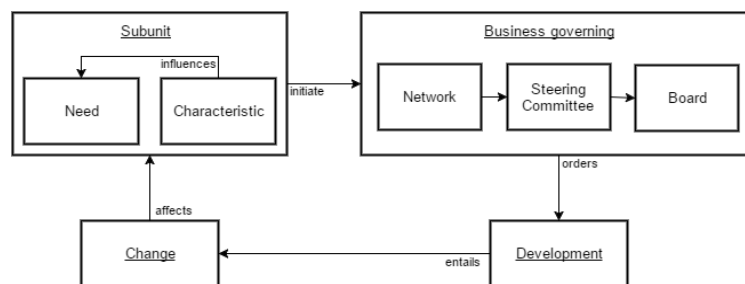 Subunit
Business governing
influences
Need
Characteristic
initiate
Network
Steering
Committee
Board
affects
orders
Change
entails
Development